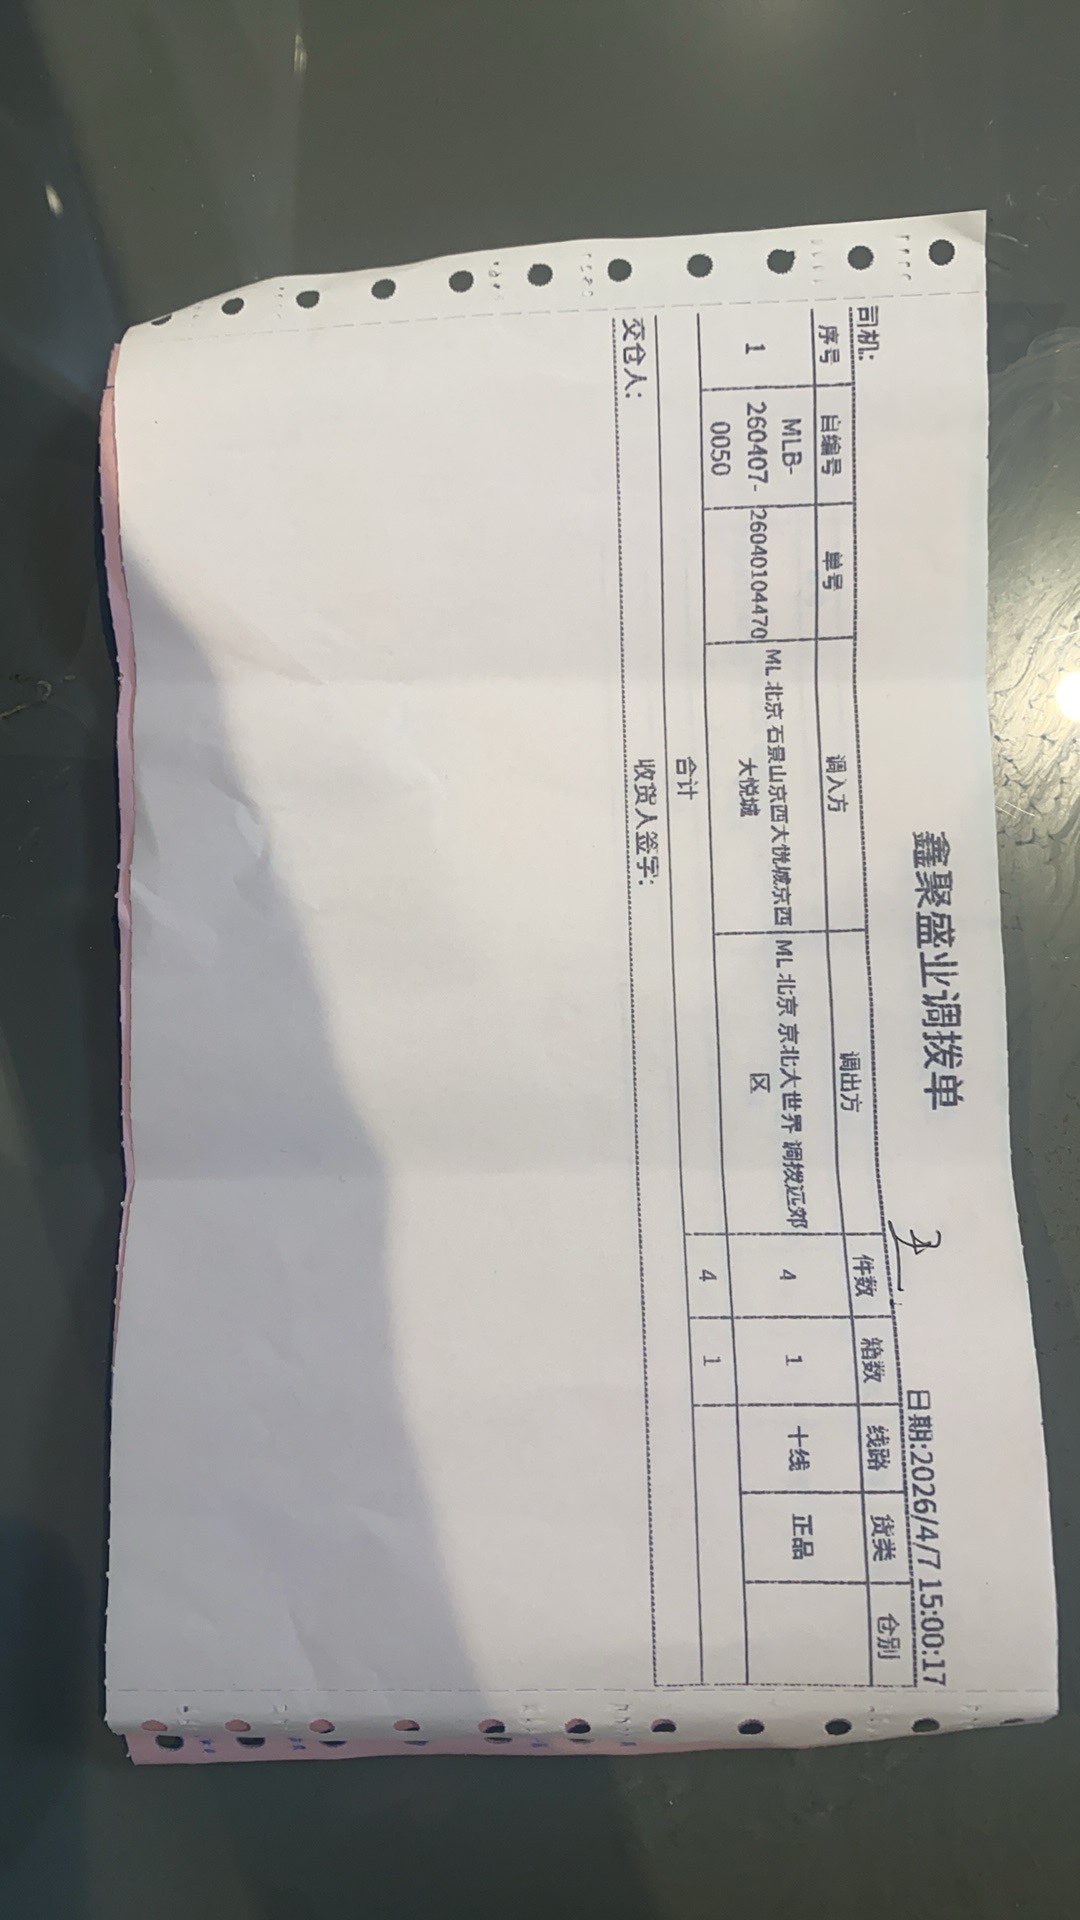 鑫聚盛业调拨单
日期:2026/4/7 15:00:17
司机:
序号 自编号 单号 调入方 调出方 件数 箱数 线路 货类 仓别
1 MLB-260407-0050 26040104470 ML 北京 石景山京西大悦城京西大悦城 ML 北京 京北大世界 调拨远郊区 4 1 十线 正品
合计 4 1
交仓人: 收货人签字: